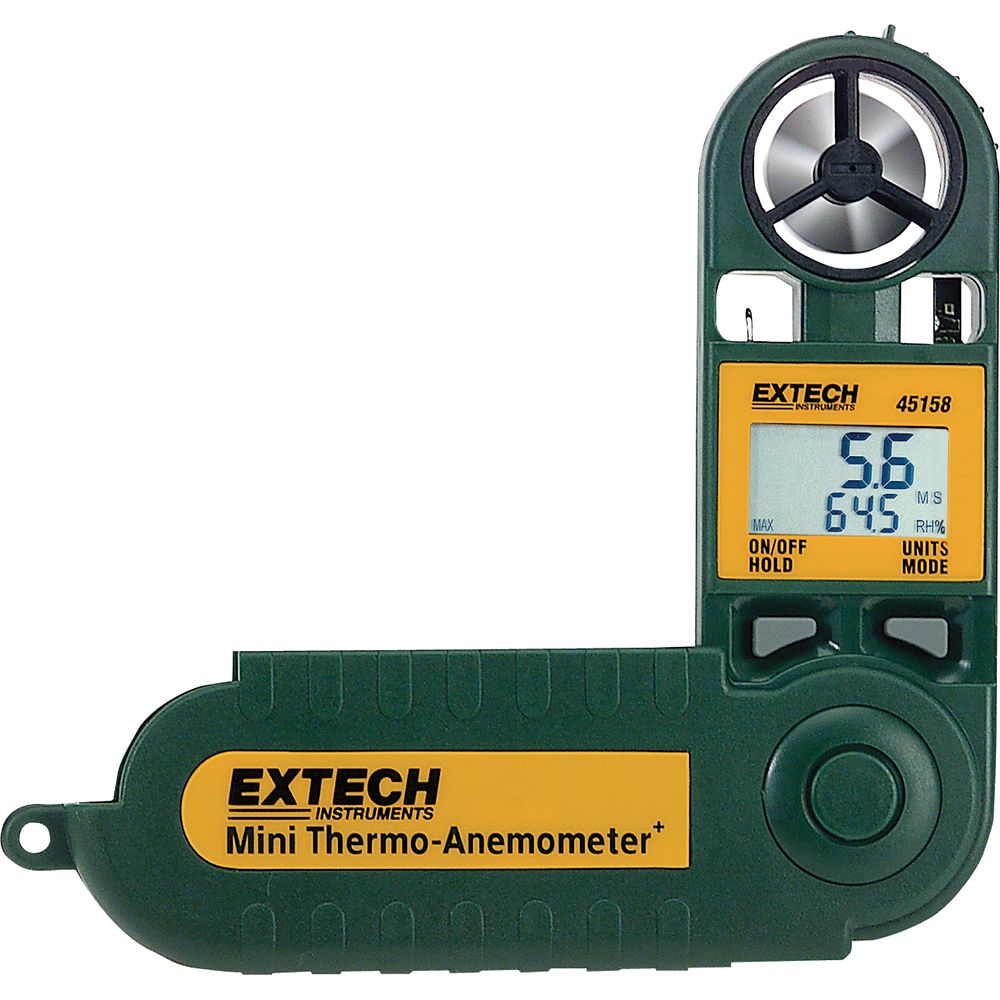 EXTECH
INSTRUMENTS
45158
5.6
M S
64.5
MAX
RH%
ON/OFF
HOLD
UNITS
MODE
EXTECH
INSTRUMENTS
Mini Thermo-Anemometer+